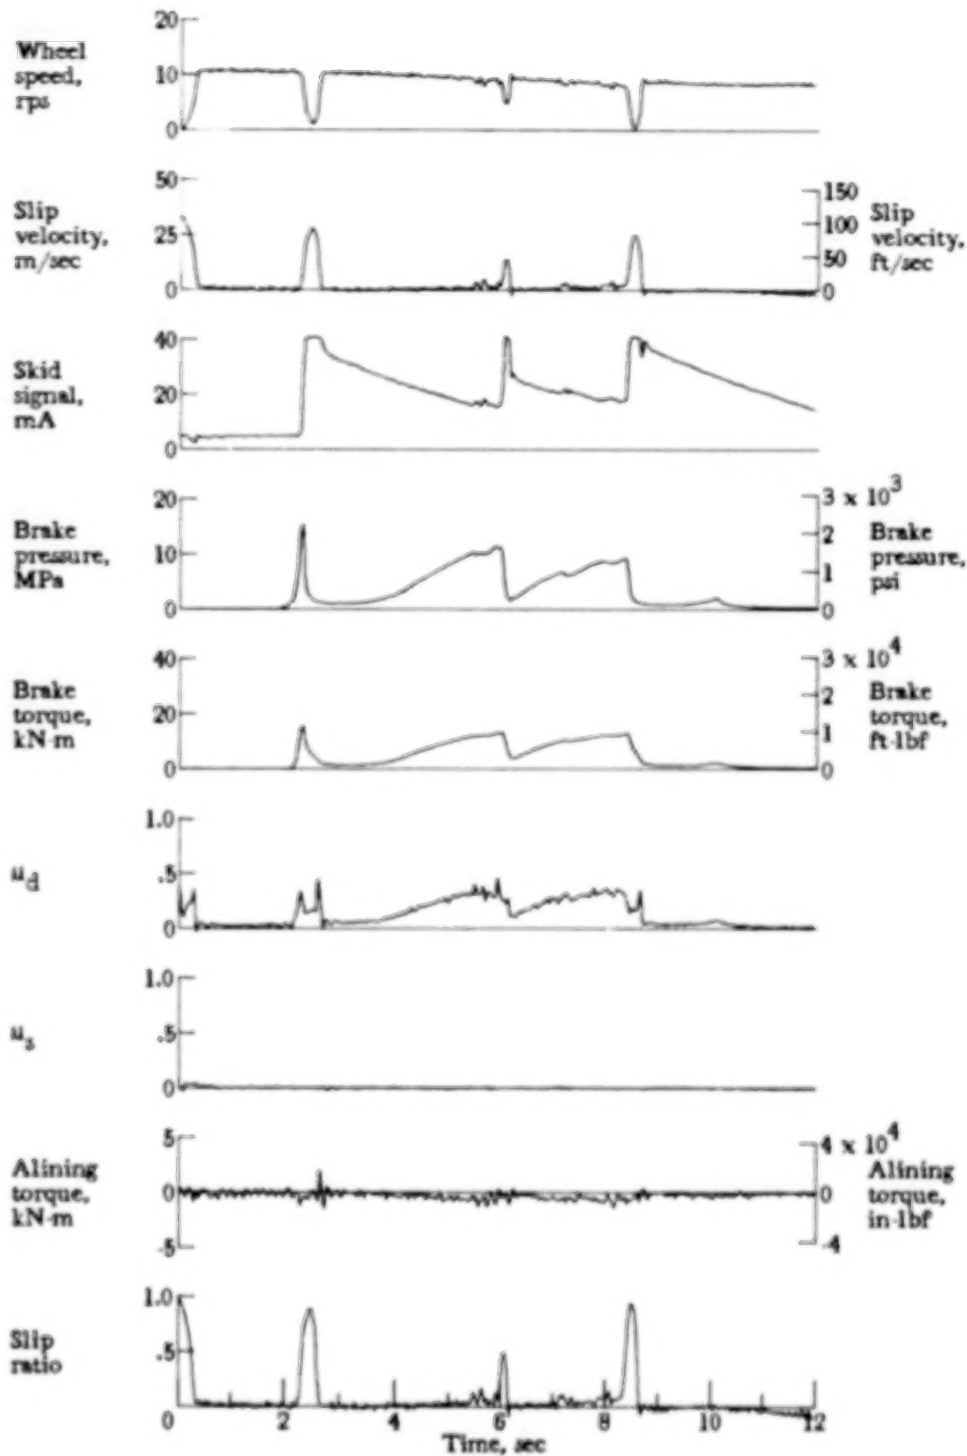 20
Wheel
speed,
rps
10
0
50
150
Slip
velocity,
m/sec
25
100
50
Slip
velocity,
ft/sec
0
0
40
Skid
signal,
mA
20
0
20
3 x 10³
Brake
pressure,
MPa
10
2
1
Brake
pressure,
psi
0
0
40
3 x 10⁴
Brake
torque,
kN-m
20
2
1
Brake
torque,
ft-lbf
0
0
1.0
μd
.5
0
1.0
μs
.5
0
5
4 x 10⁴
Alining
torque,
kN-m
0
0
Alining
torque,
in-lbf
-5
-4
1.0
Slip
ratio
.5
0
0 2 4 6 8 10 12
Time, sec